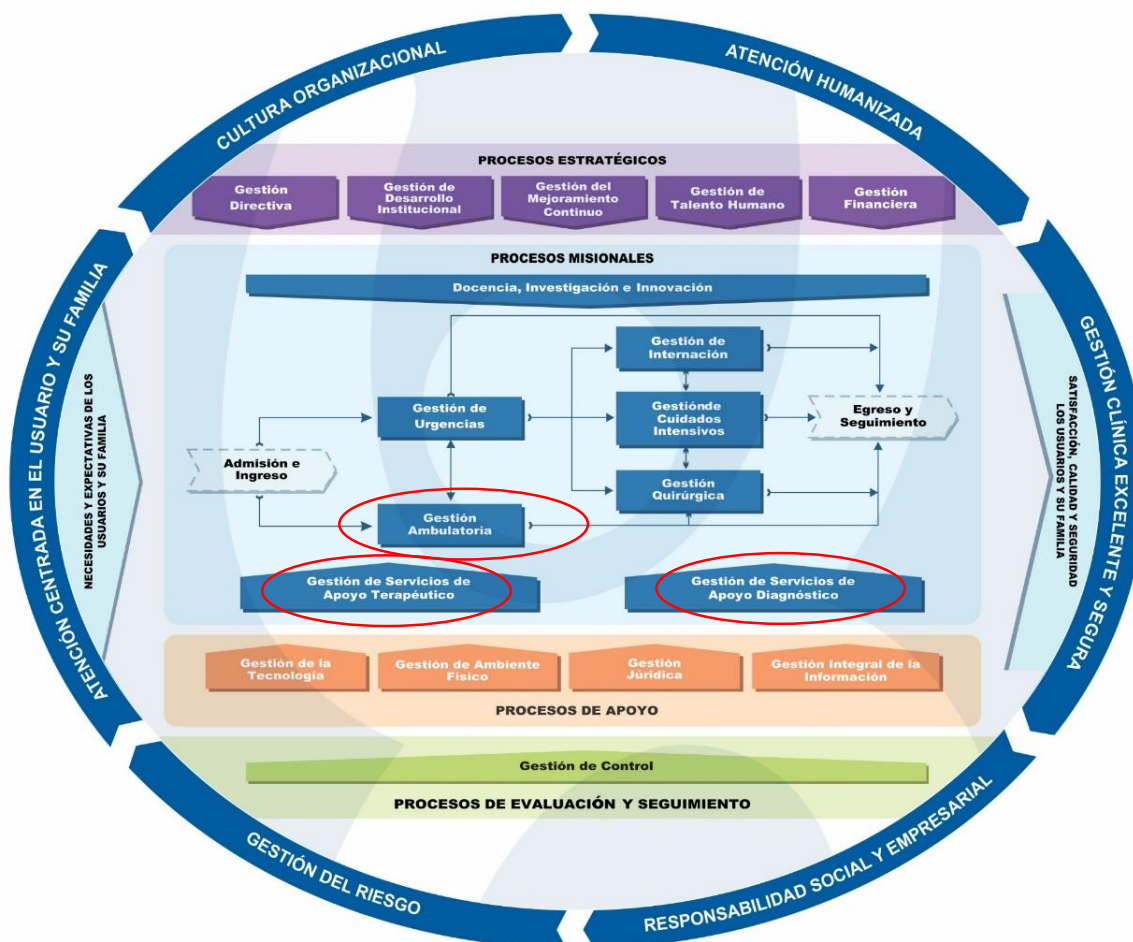 CULTURA ORGANIZACIONAL
ATENCIÓN HUMANIZADA
PROCESOS ESTRATÉGICOS
Gestión
Directiva
Gestión de
Desarrollo
Institucional
Gestión del
Mejoramiento
Continuo
Gestión de
Talento Humano
Gestión
Financiera
ATENCIÓN CENTRADA EN EL USUARIO Y SU FAMILIA
NECESIDADES Y EXPECTATIVAS DE LOS
USUARIOS Y SU FAMILIA
PROCESOS MISIONALES
Docencia, Investigación e Innovación
Admisión e
Ingreso
Gestión de
Urgencias
Gestión
Ambulatoria
Gestión de
Internación
Gestiónde
Cuidados
Intensivos
Gestión
Quirúrgica
Egreso y
Seguimiento
Gestión de Servicios de
Apoyo Terapéutico
Gestión de Servicios de
Apoyo Diagnóstico
SATISFACCIÓN, CALIDAD Y SEGURIDAD
LOS USUARIOS Y SU FAMILIA
GESTIÓN CLÍNICA EXCELENTE Y SEGURA
Gestión de la
Tecnología
Gestión de Ambiente
Físico
Gestión
Júridica
Gestión Integral de la
Información
PROCESOS DE APOYO
Gestión de Control
PROCESOS DE EVALUACIÓN Y SEGUIMIENTO
GESTIÓN DEL RIESGO
RESPONSABILIDAD SOCIAL Y EMPRESARIAL